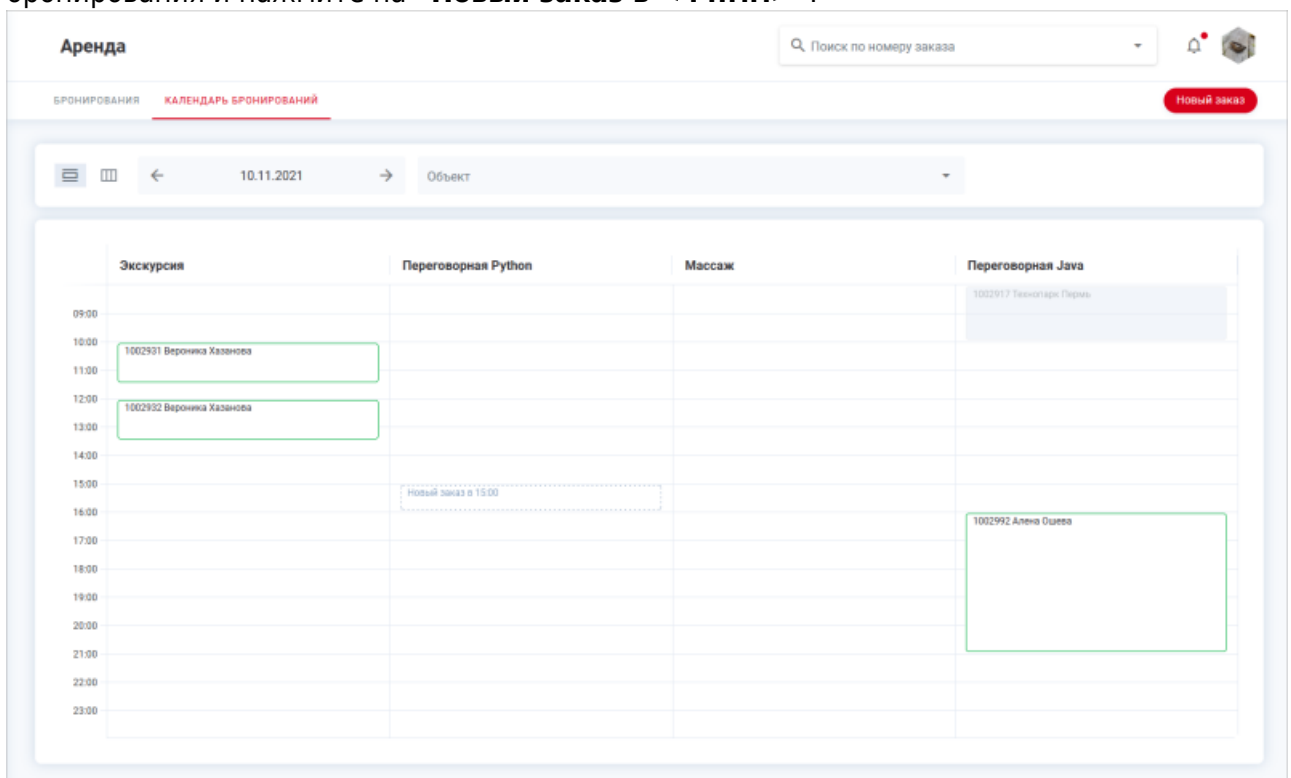 Аренда
Поиск по номеру заказа
БРОНИРОВАНИЯ
КАЛЕНДАРЬ БРОНИРОВАНИЙ
Новый заказ
10.11.2021
Объект
Экскурсия
Переговорная Python
Массаж
Переговорная Java
1002917 Технопарк Пермь
09:00
10:00
1002931 Вероника Хазанова
11:00
12:00
1002932 Вероника Хазанова
13:00
14:00
15:00
Новый заказ в 15:00
16:00
1002992 Алена Ошева
17:00
18:00
19:00
20:00
21:00
22:00
23:00